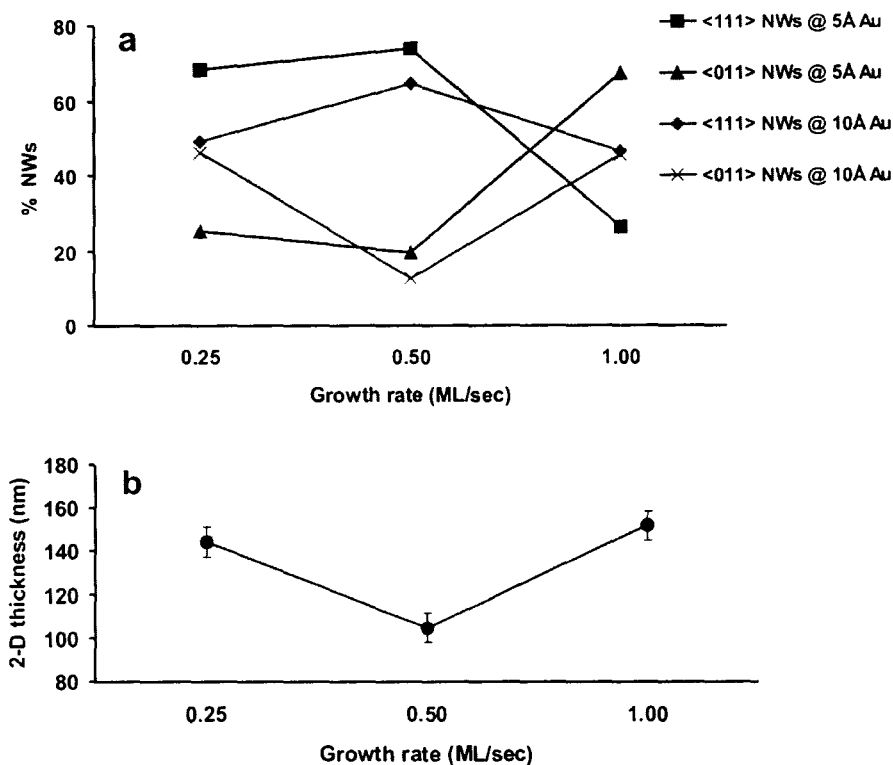 a
80
60
40
20
0
% NWs
0.25 0.50 1.00
Growth rate (ML/sec)
<111> NWs @ 5Å Au
<011> NWs @ 5Å Au
<111> NWs @ 10Å Au
<011> NWs @ 10Å Au
b
180
160
140
120
100
80
2-D thickness (nm)
0.25 0.50 1.00
Growth rate (ML/sec)